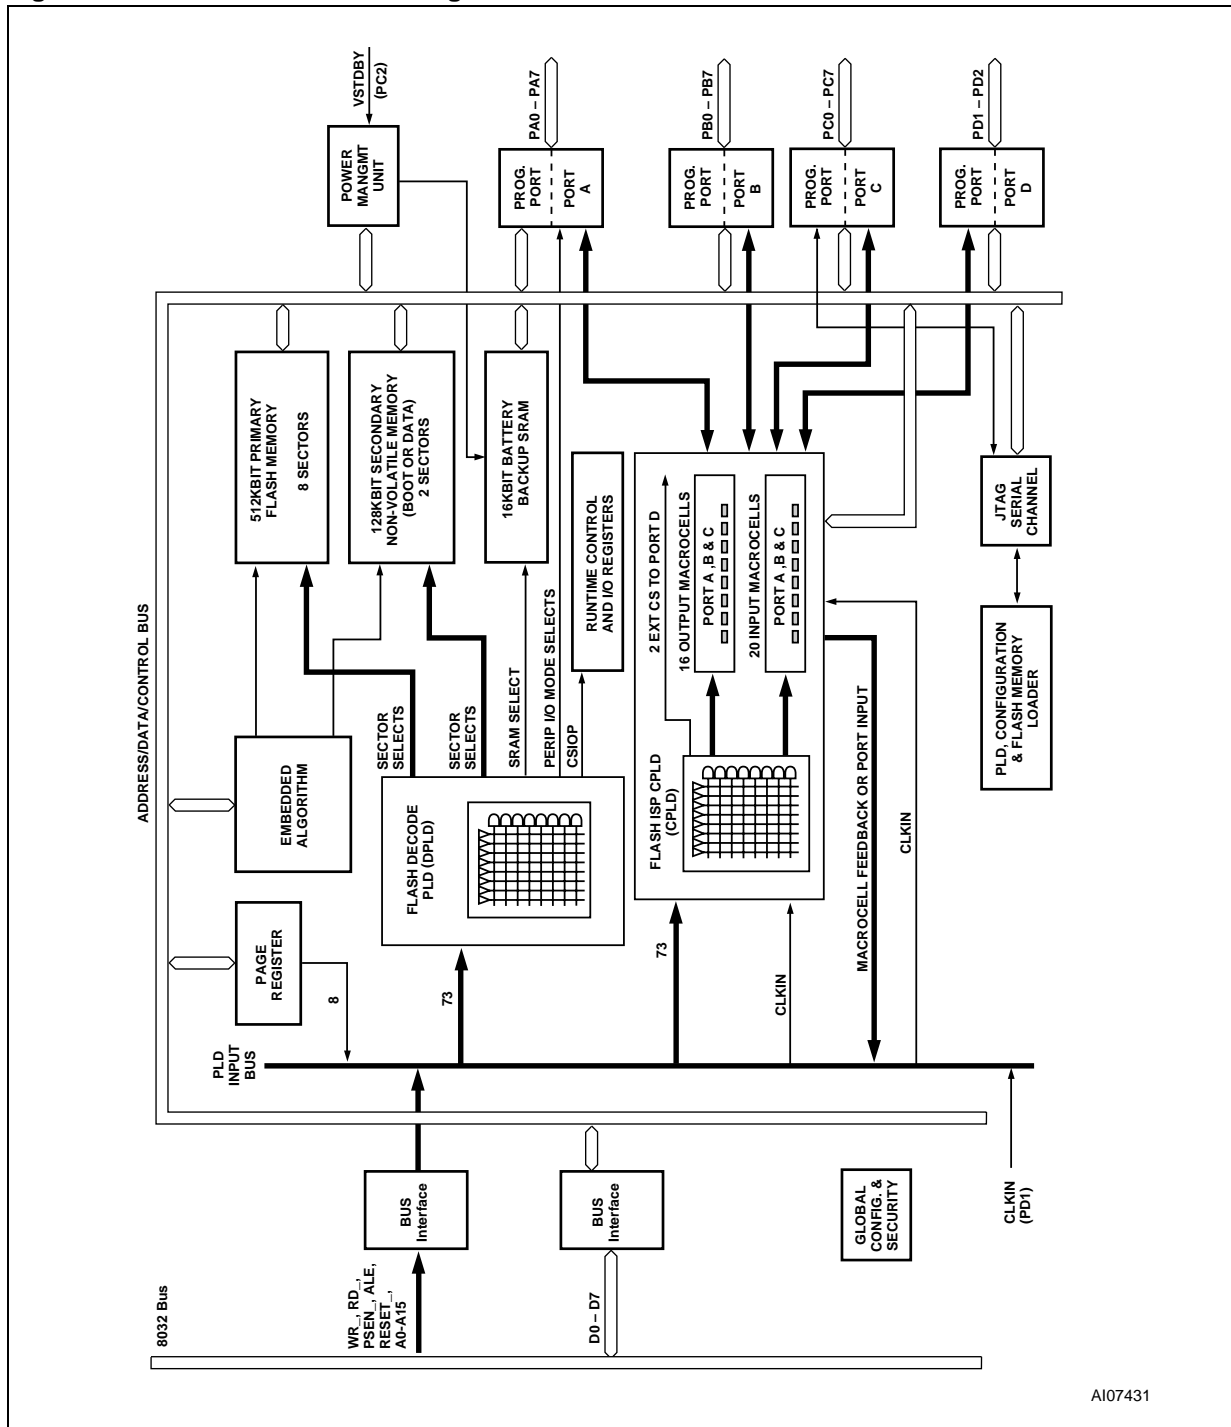 VSTDBY
(PC2)
PA0 – PA7
PB0 – PB7
PC0 – PC7
PD1 – PD2
POWER
MANGMT
UNIT
PROG.
PORT
PORT
A
PROG.
PORT
PORT
B
PROG.
PORT
PORT
C
PROG.
PORT
PORT
D
ADDRESS/DATA/CONTROL BUS
512KBIT PRIMARY
FLASH MEMORY
8 SECTORS
128KBIT SECONDARY
NON-VOLATILE MEMORY
(BOOT OR DATA)
2 SECTORS
16KBIT BATTERY
BACKUP SRAM
RUNTIME CONTROL
AND I/O REGISTERS
2 EXT CS TO PORT D
16 OUTPUT MACROCELLS
PORT A ,B & C
20 INPUT MACROCELLS
PORT A ,B & C
JTAG
SERIAL
CHANNEL
PLD, CONFIGURATION
& FLASH MEMORY
LOADER
EMBEDDED
ALGORITHM
SECTOR
SELECTS
SECTOR
SELECTS
SRAM SELECT
PERIP I/O MODE SELECTS
CSIOP
FLASH DECODE
PLD (DPLD)
FLASH ISP CPLD
(CPLD)
MACROCELL FEEDBACK OR PORT INPUT
CLKIN
PAGE
REGISTER
8
73
73
CLKIN
PLD
INPUT
BUS
BUS
Interface
BUS
Interface
GLOBAL
CONFIG. &
SECURITY
CLKIN
(PD1)
8032 Bus
WR_, RD_,
PSEN_, ALE,
RESET_,
A0-A15
D0 – D7
AI07431